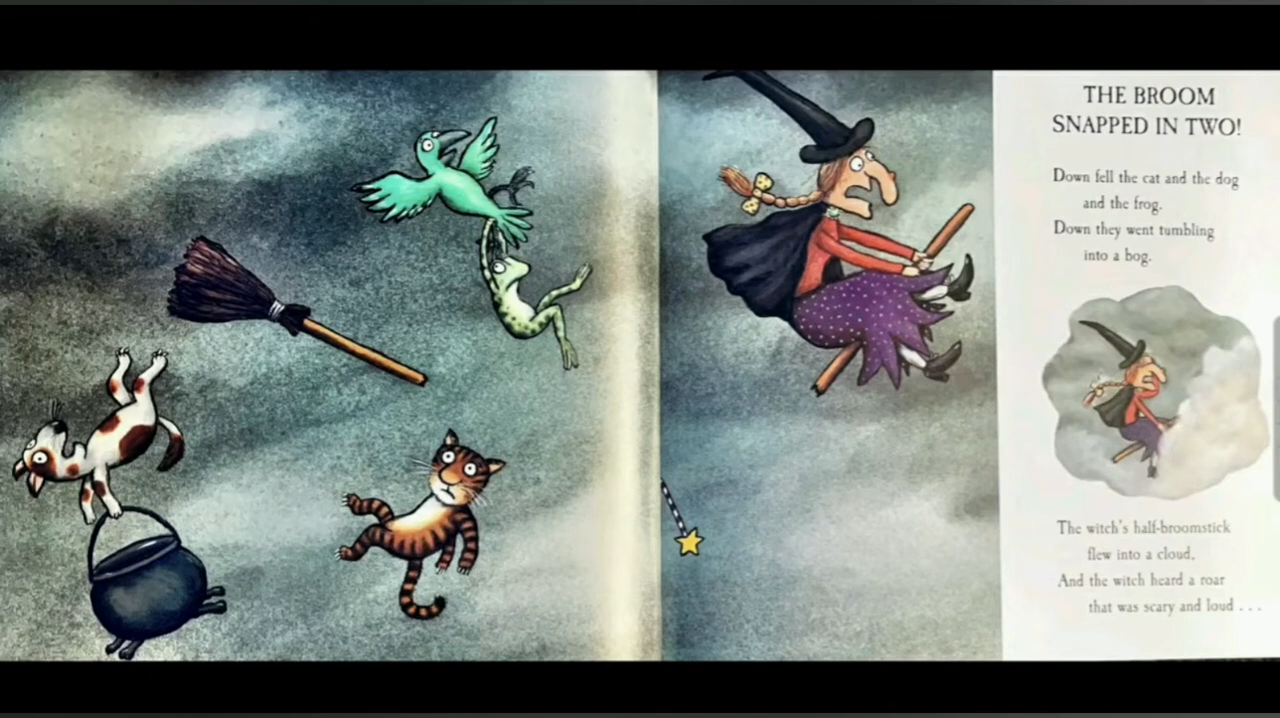 THE BROOM
SNAPPED IN TWO!
Down fell the cat and the dog
and the frog.
Down they went tumbling
into a bog.
The witch's half-broomstick
flew into a cloud,
And the witch heard a roar
that was scary and loud . . .